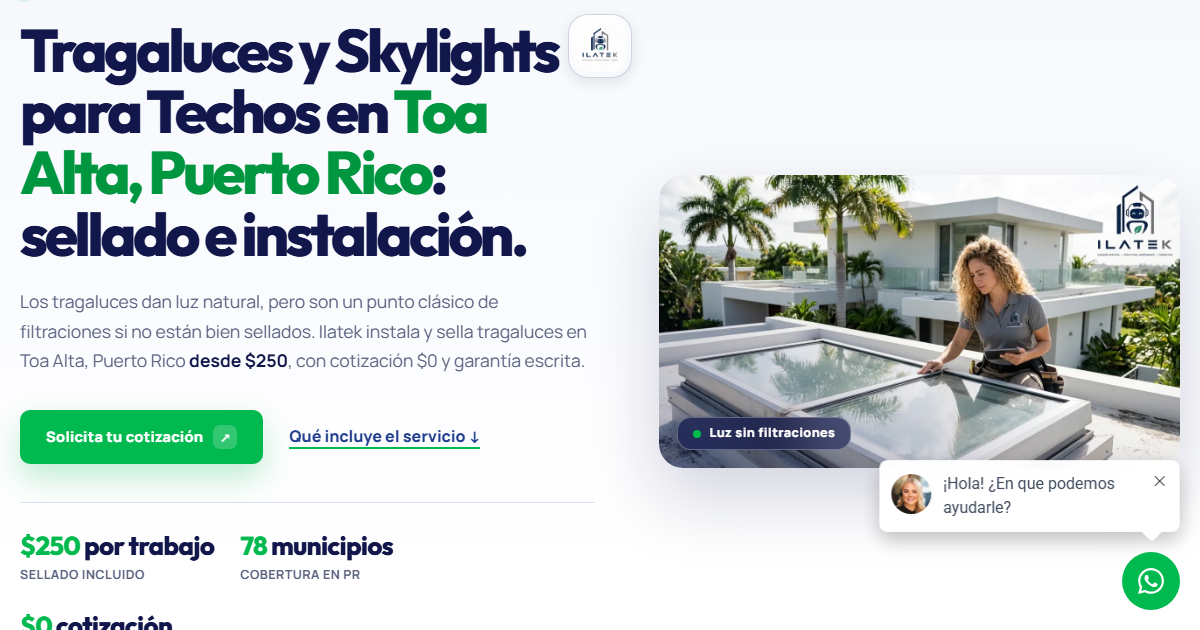 Tragaluces y Skylights
ILATEK
para Techos en Toa
Alta, Puerto Rico:
sellado e instalación.
Los tragaluces dan luz natural, pero son un punto clásico de
filtraciones si no están bien sellados. Ilatek instala y sella tragaluces en
Toa Alta, Puerto Rico desde $250, con cotización $0 y garantía escrita.
Solicita tu cotización ↗
Qué incluye el servicio ↓
$250 por trabajo
SELLADO INCLUIDO
78 municipios
COBERTURA EN PR
$0 cotización
ILATEK
Luz sin filtraciones
¡Hola! ¿En que podemos
ayudarle?